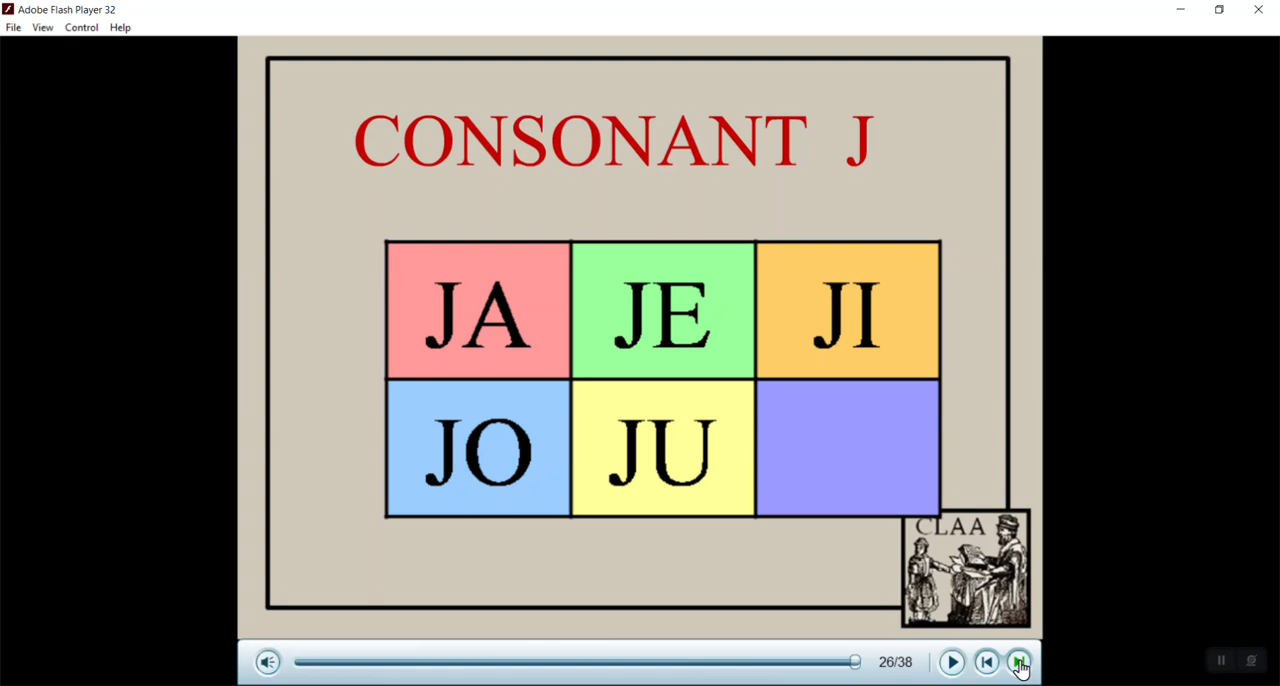 Adobe Flash Player 32
File View Control Help
CONSONANT J
JA JE JI
JO JU
CLAA
26/38